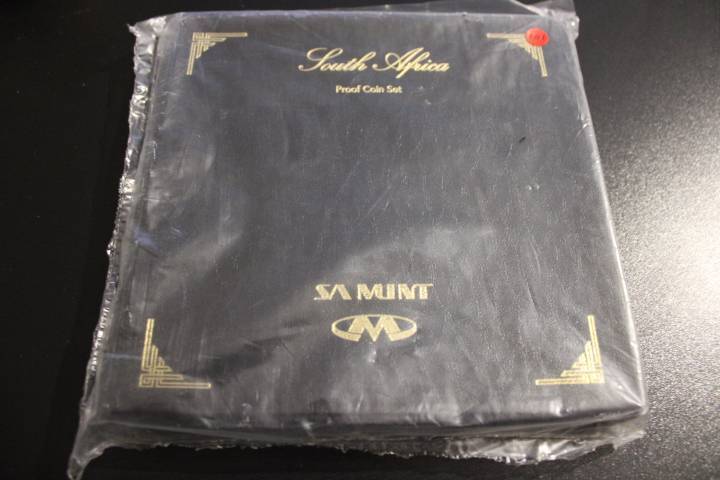 South Africa
Proof Coin Set
SA MINT